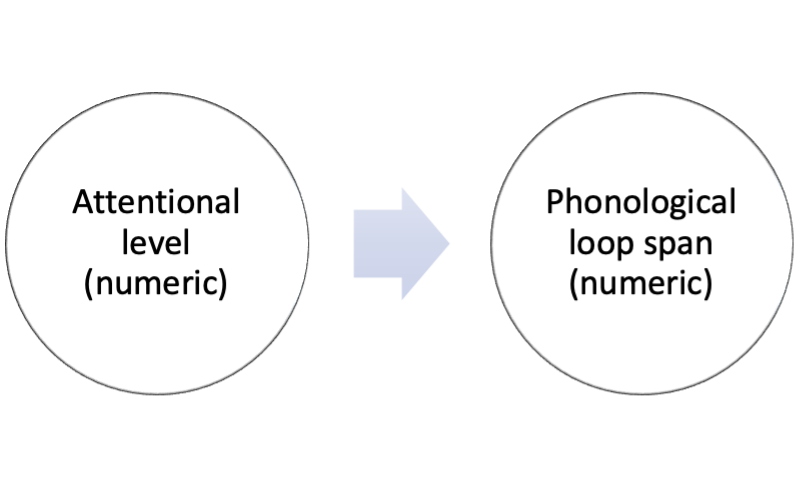 Attentional
level
(numeric)
Phonological
loop span
(numeric)